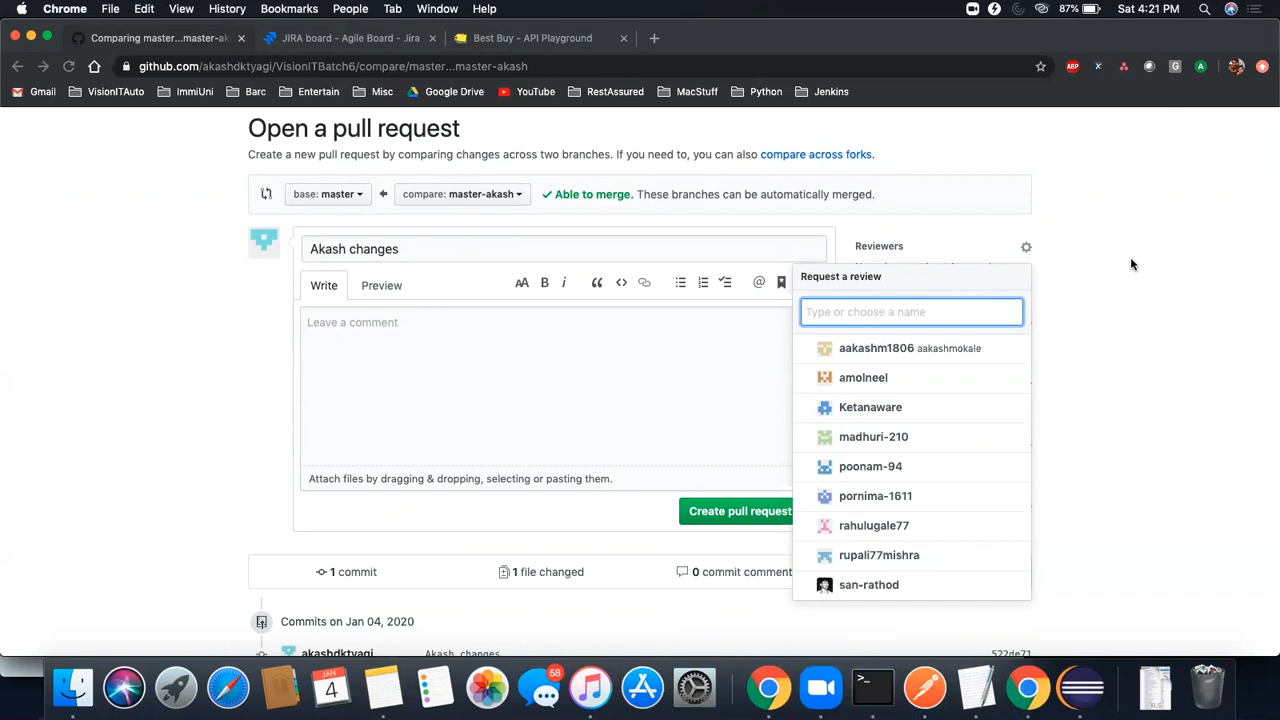 Chrome File Edit View History Bookmarks People Tab Window Help 87% Sat 4:21 PM
Comparing master...master-aka × JIRA board - Agile Board - Jira × Best Buy - API Playground × +
github.com/akashdktyagi/VisionITBatch6/compare/master...master-akash ABP G A
Gmail VisionITAuto ImmiUni Barc Entertain Misc Google Drive YouTube RestAssured MacStuff Python Jenkins
Open a pull request
Create a new pull request by comparing changes across two branches. If you need to, you can also compare across forks.
base: master compare: master-akash ✓ Able to merge. These branches can be automatically merged.
Akash changes
Reviewers
Write Preview AA B i @
Request a review
Type or choose a name
Leave a comment
aakashm1806 aakashmokale
amolneel
Ketanaware
madhuri-210
poonam-94
pornima-1611
rahulugale77
rupali77mishra
san-rathod
Attach files by dragging & dropping, selecting or pasting them.
Create pull request
1 commit 1 file changed 0 commit comment
Commits on Jan 04, 2020
akashdktyagi Akash changes 522de71
JAN
4
58
>_